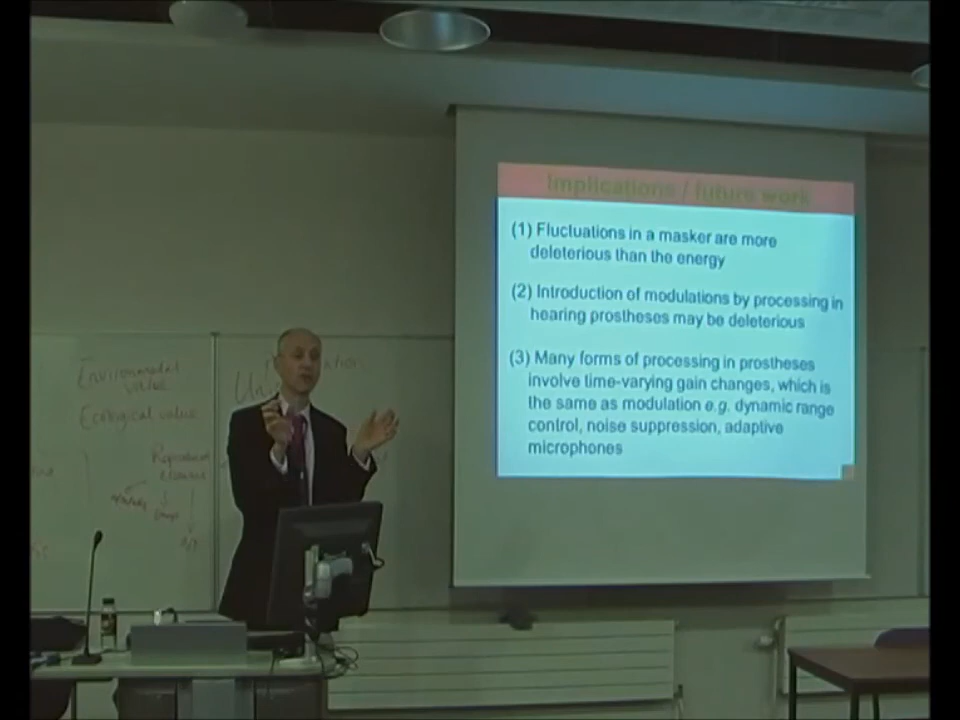 Implications / future work
(1) Flucluations in a masker are more
deleterious than the energy
(2) Introduction of modulations by processing in
hearing prostheses may be deleterious
(3) Many forms of processing in prostheses
involve time-varying gain changes, which is
the same as modulation e.g. dynamic range
control, noise suppression, adaptive
microphones
Environmental
value
Ecological value